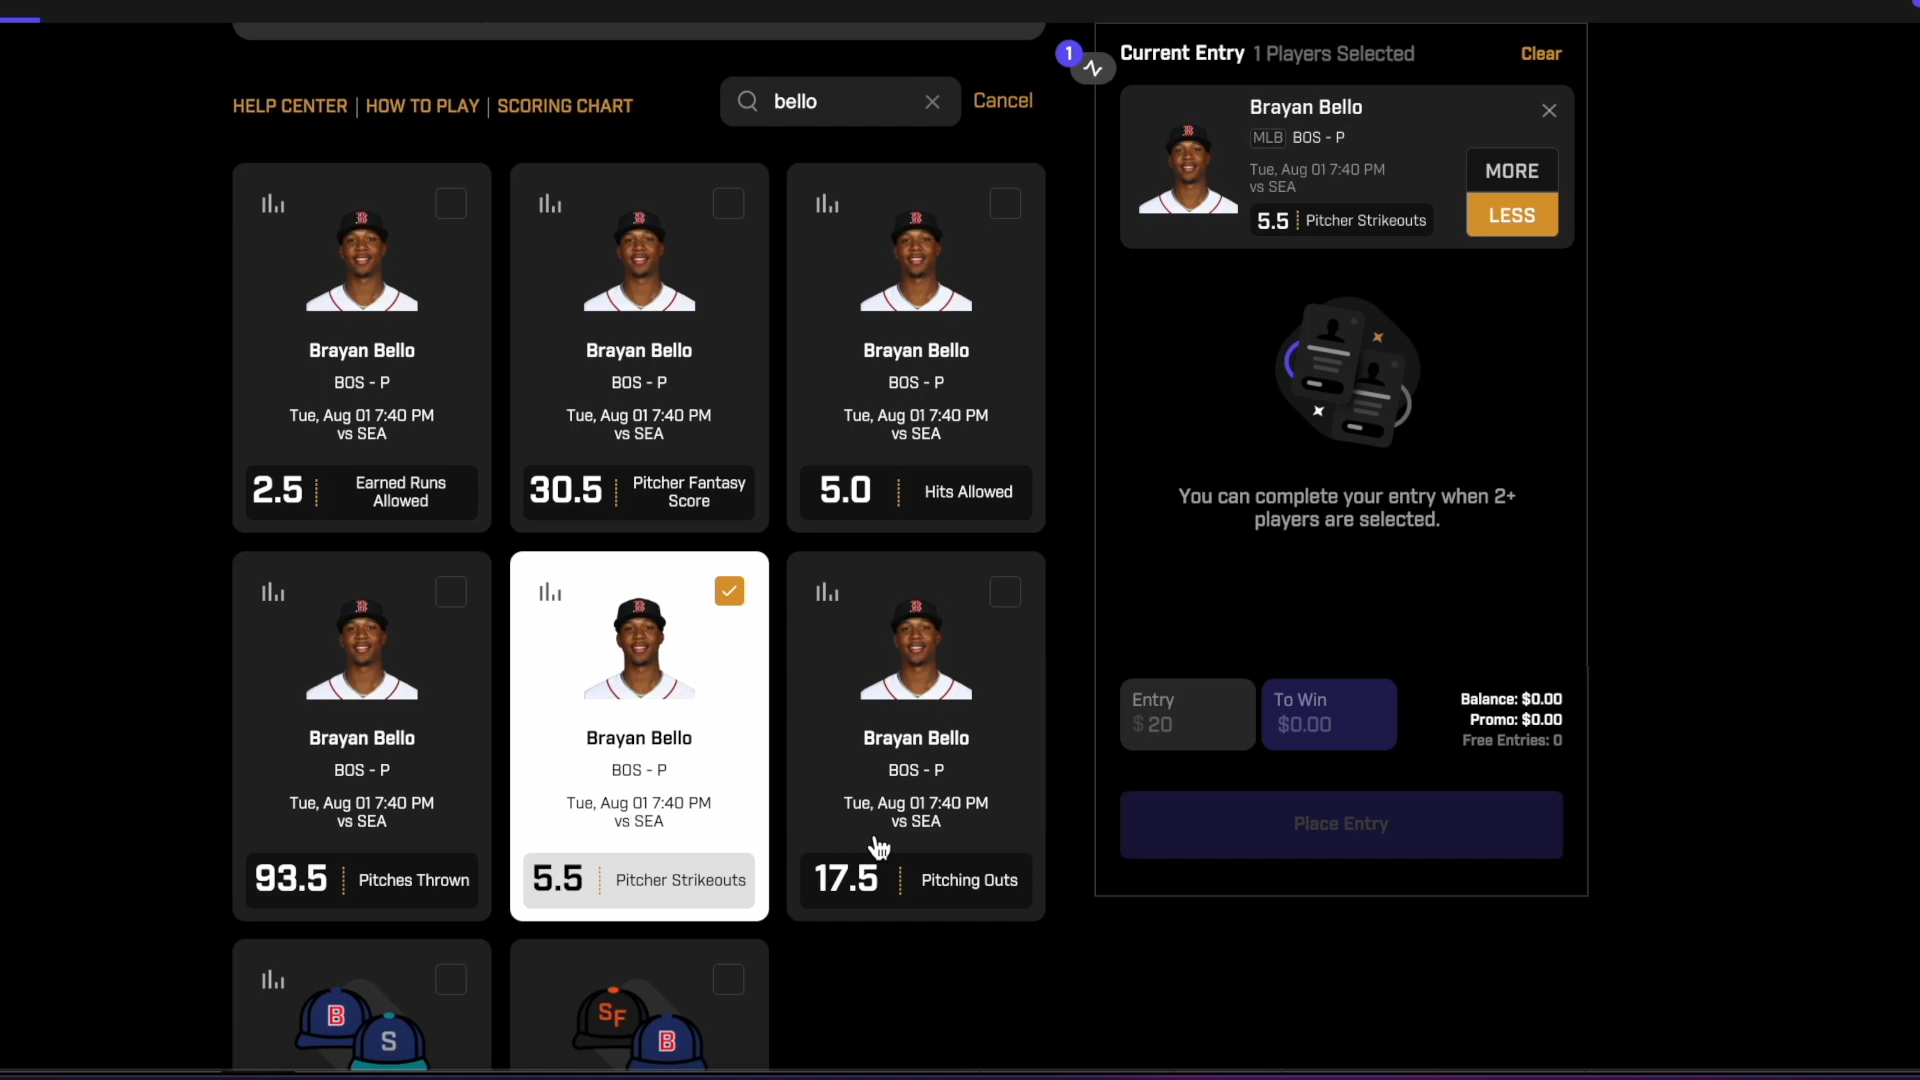 HELP CENTER | HOW TO PLAY | SCORING CHART
bello
Cancel
Brayan Bello
BOS - P
Tue, Aug 01 7:40 PM
vs SEA
2.5
Earned Runs
Allowed
Brayan Bello
BOS - P
Tue, Aug 01 7:40 PM
vs SEA
30.5
Pitcher Fantasy
Score
Brayan Bello
BOS - P
Tue, Aug 01 7:40 PM
vs SEA
5.0
Hits Allowed
Brayan Bello
BOS - P
Tue, Aug 01 7:40 PM
vs SEA
93.5
Pitches Thrown
Brayan Bello
BOS - P
Tue, Aug 01 7:40 PM
vs SEA
5.5
Pitcher Strikeouts
Brayan Bello
BOS - P
Tue, Aug 01 7:40 PM
vs SEA
17.5
Pitching Outs
B
S
SF
B
1
Current Entry 1 Players Selected
Clear
Brayan Bello
MLB BOS - P
Tue, Aug 01 7:40 PM
vs SEA
5.5 Pitcher Strikeouts
MORE
LESS
You can complete your entry when 2+
players are selected.
Entry
$ 20
To Win
$0.00
Balance: $0.00
Promo: $0.00
Free Entries: 0
Place Entry